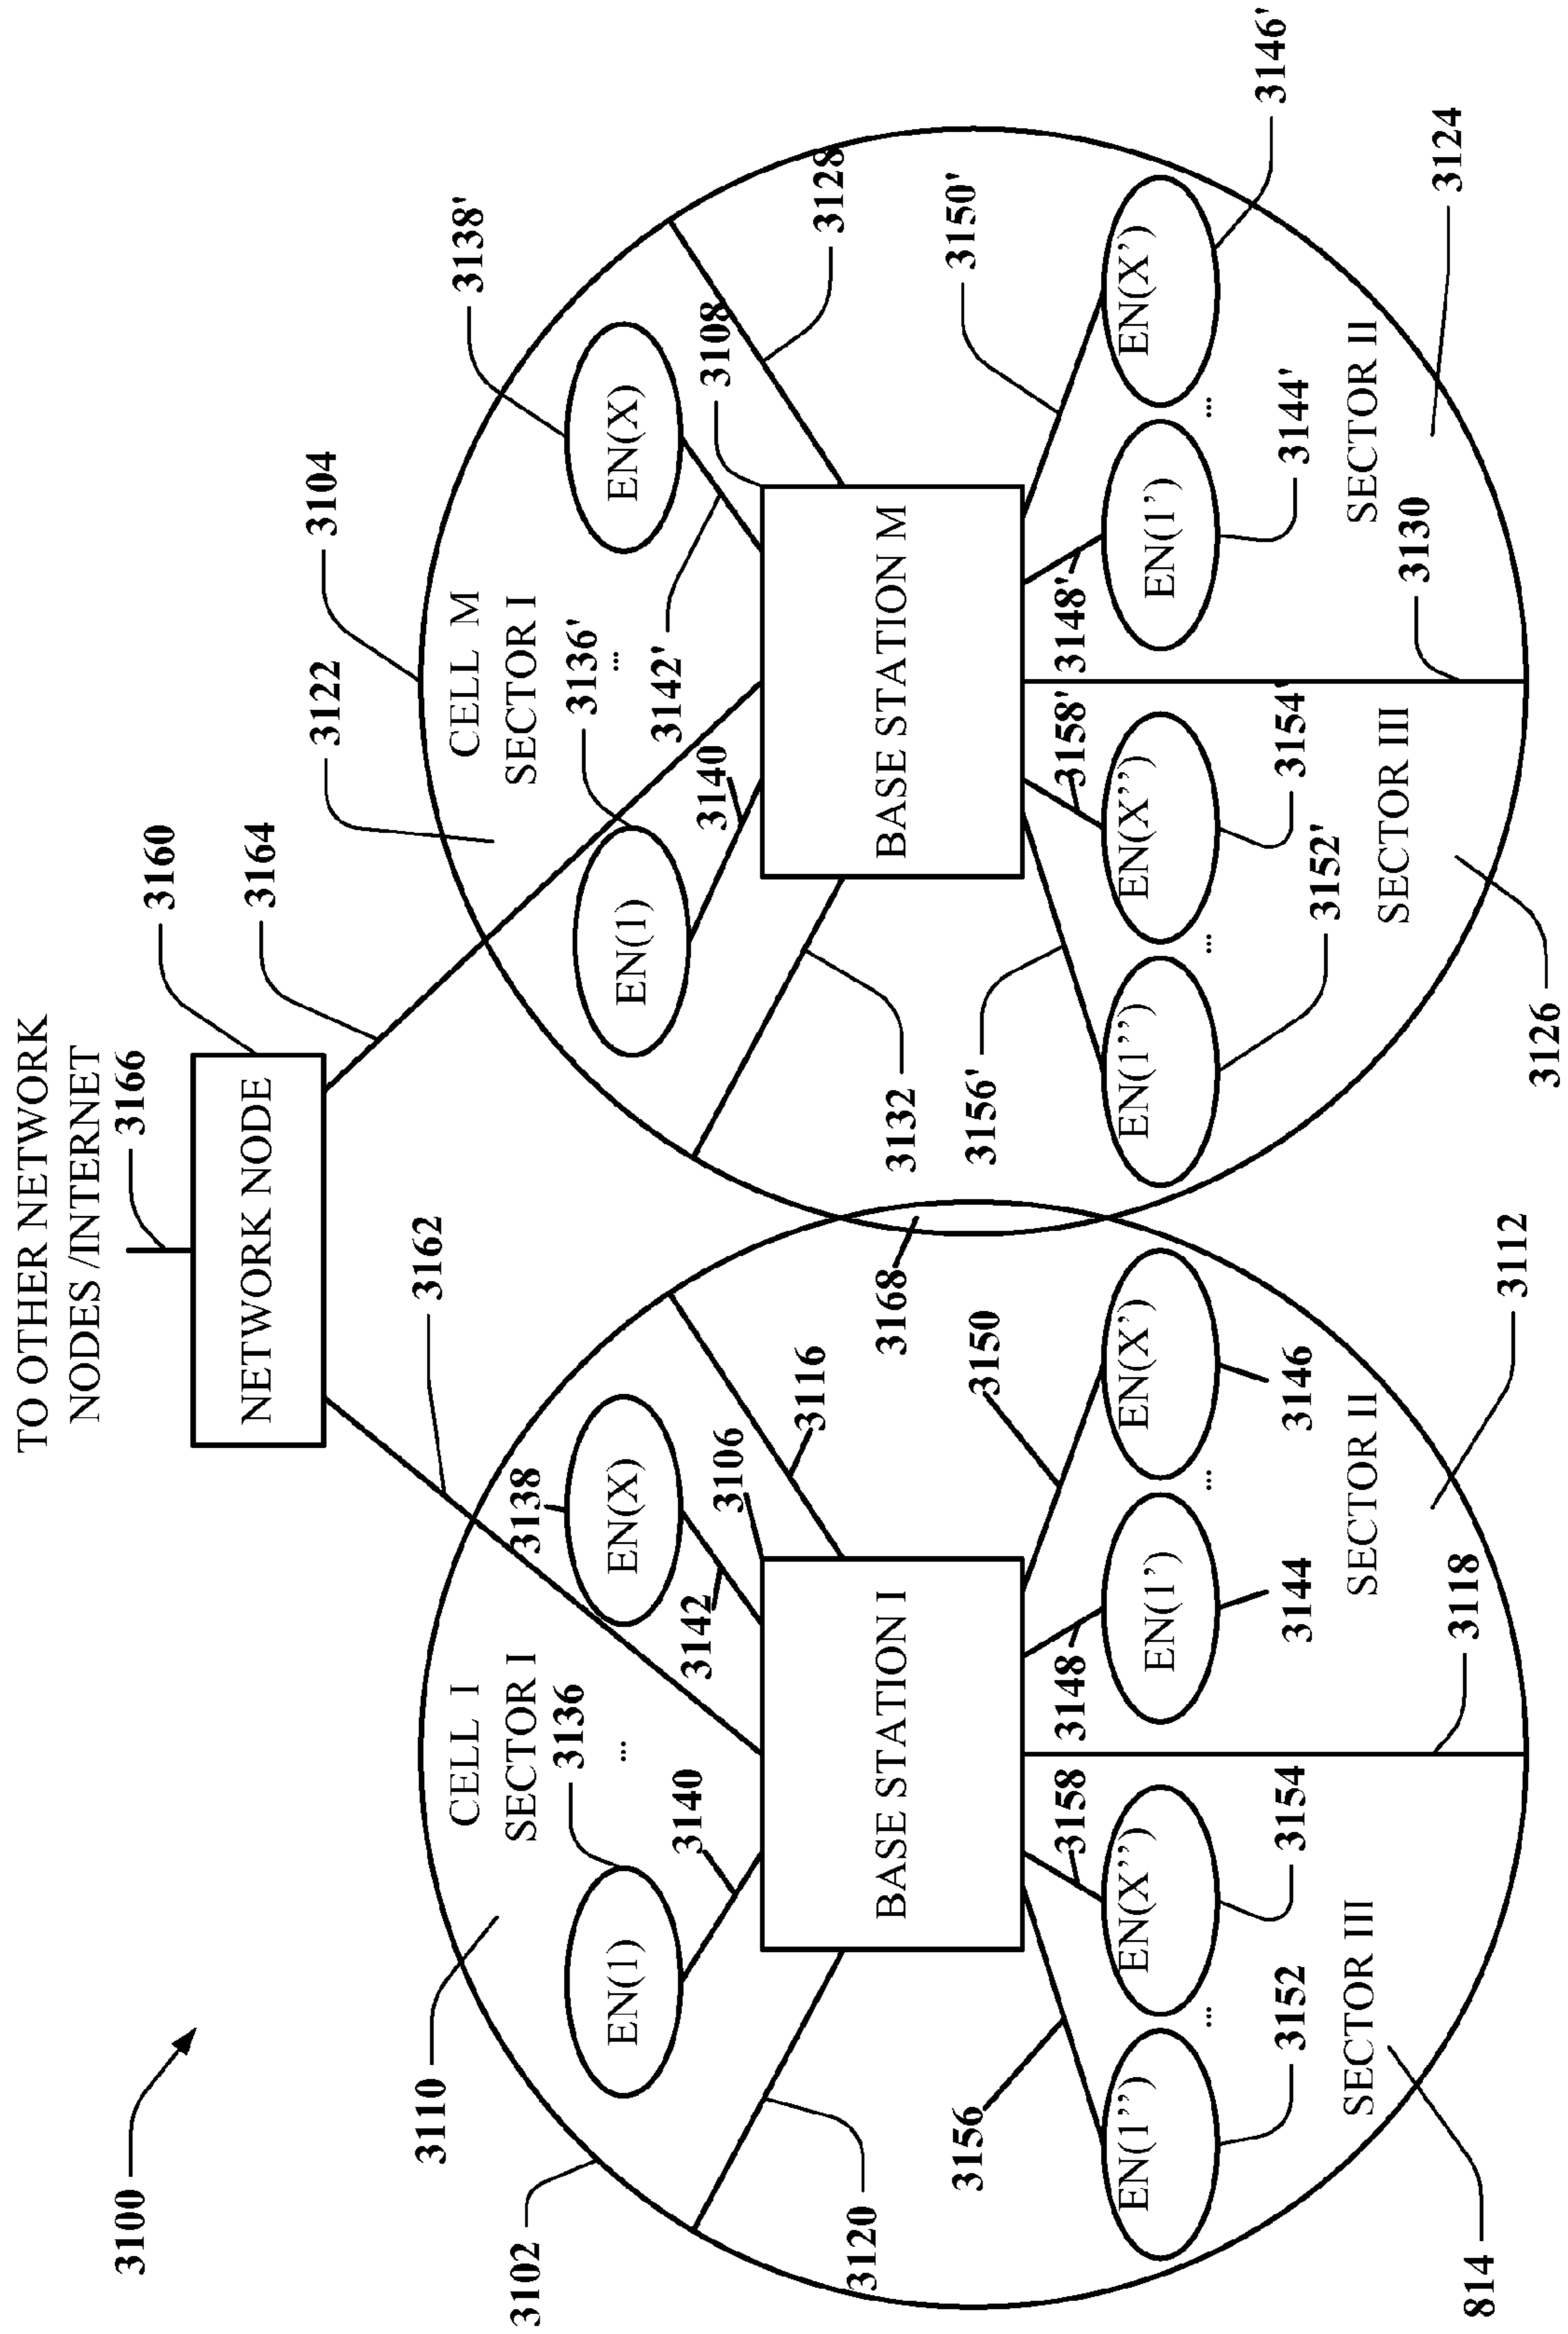 TO OTHER NETWORK
NODES /INTERNET
3166
3100
NETWORK NODE
3160
3162
3164
3102
3110
CELL I
SECTOR I
3136
...
3138
EN(1)
EN(X)
3140
3142
3106
3116
3120
BASE STATION I
3168
3156
3158
3148
3150
EN(1’’)
...
EN(X’’)
EN(1’)
...
EN(X’)
3152
3154
3144
3146
SECTOR III
SECTOR II
814
3118
3112
3122
3104
CELL M
SECTOR I
3136'
...
3138'
EN(1)
EN(X)
3140
3142'
3108
3128
3132
BASE STATION M
3156'
3158'
3148'
3150'
EN(1’’)
...
EN(X’’)
EN(1’)
...
EN(X’)
3152'
3154'
3144'
3146'
SECTOR III
SECTOR II
3126
3130
3124